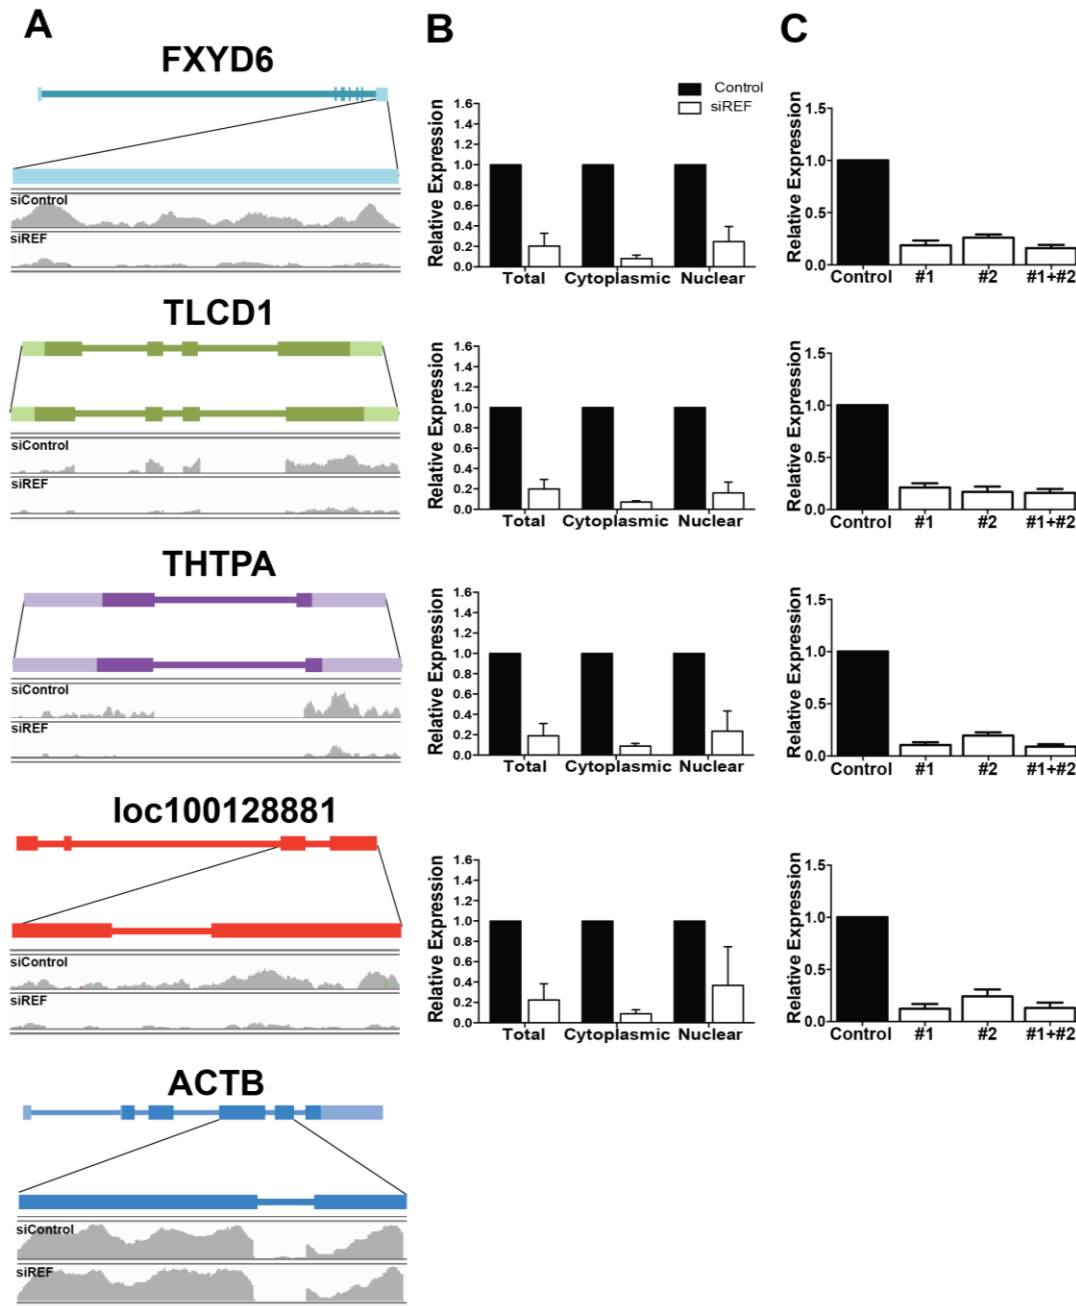 A
B
C
FXYD6
siControl
siREF
Control
siREF
Relative Expression
1.6
1.4
1.2
1.0
0.8
0.6
0.4
0.2
0.0
Total Cytoplasmic Nuclear
Relative Expression
1.5
1.0
0.5
0.0
Control #1 #2 #1+#2
TLCD1
siControl
siREF
Relative Expression
1.6
1.4
1.2
1.0
0.8
0.6
0.4
0.2
0.0
Total Cytoplasmic Nuclear
Relative Expression
1.5
1.0
0.5
0.0
Control #1 #2 #1+#2
THTPA
siControl
siREF
Relative Expression
1.6
1.4
1.2
1.0
0.8
0.6
0.4
0.2
0.0
Total Cytoplasmic Nuclear
Relative Expression
1.5
1.0
0.5
0.0
Control #1 #2 #1+#2
loc100128881
siControl
siREF
Relative Expression
1.6
1.4
1.2
1.0
0.8
0.6
0.4
0.2
0.0
Total Cytoplasmic Nuclear
Relative Expression
1.5
1.0
0.5
0.0
Control #1 #2 #1+#2
ACTB
siControl
siREF